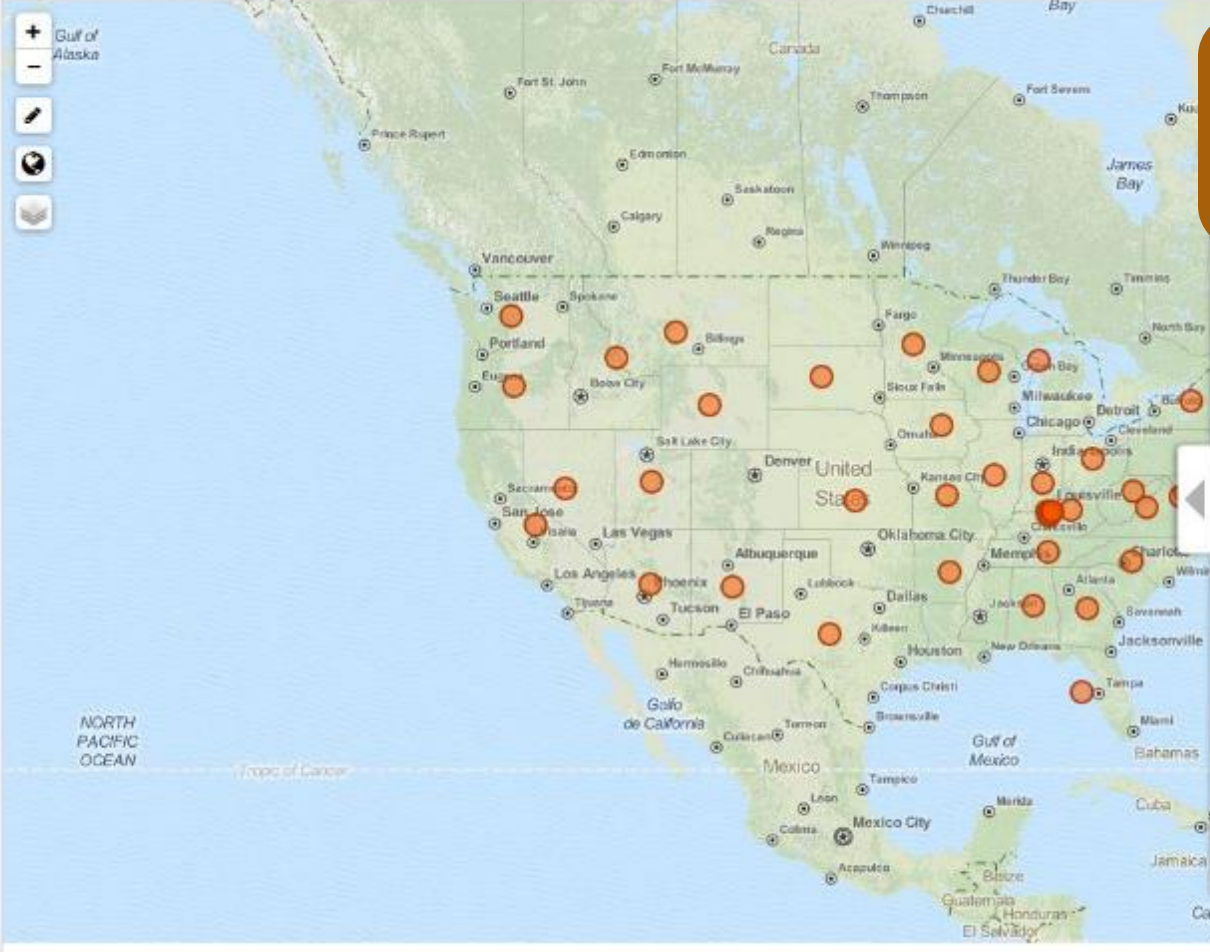 Churchill
Bay
Gulf of
Alaska
Canada
Fort McMurray
Fort St. John
Thompson
Fort Severn
Prince Rupert
Edmonton
James
Bay
Saskatoon
Calgary
Regina
Winnipeg
Vancouver
Thunder Bay
Timmins
Seattle
Spokane
Fargo
North Bay
Portland
Billings
Minneapolis
Boise City
Sioux Falls
Milwaukee
Detroit
Chicago
Cleveland
Omaha
Salt Lake City
Denver
United
States
Indianapolis
Kansas City
Sacramento
Louisville
San Jose
Visalia
Las Vegas
Oklahoma City
Clarksville
Albuquerque
Memphis
Charlotte
Los Angeles
Phoenix
Lubbock
Atlanta
Tijuana
Tucson
El Paso
Dallas
Jackson
Savannah
Killeen
Jacksonville
Houston
New Orleans
Hermosillo
Chihuahua
Corpus Christi
Tampa
Golfo
de California
Brownsville
Miami
NORTH
PACIFIC
OCEAN
Torreon
Culiacan
Gulf of
Mexico
Bahamas
Tropic of Cancer
Mexico
Tampico
Leon
Merida
Cuba
Colima
Mexico City
Jamaica
Acapulco
Belize
Guatemala
Honduras
El Salvador